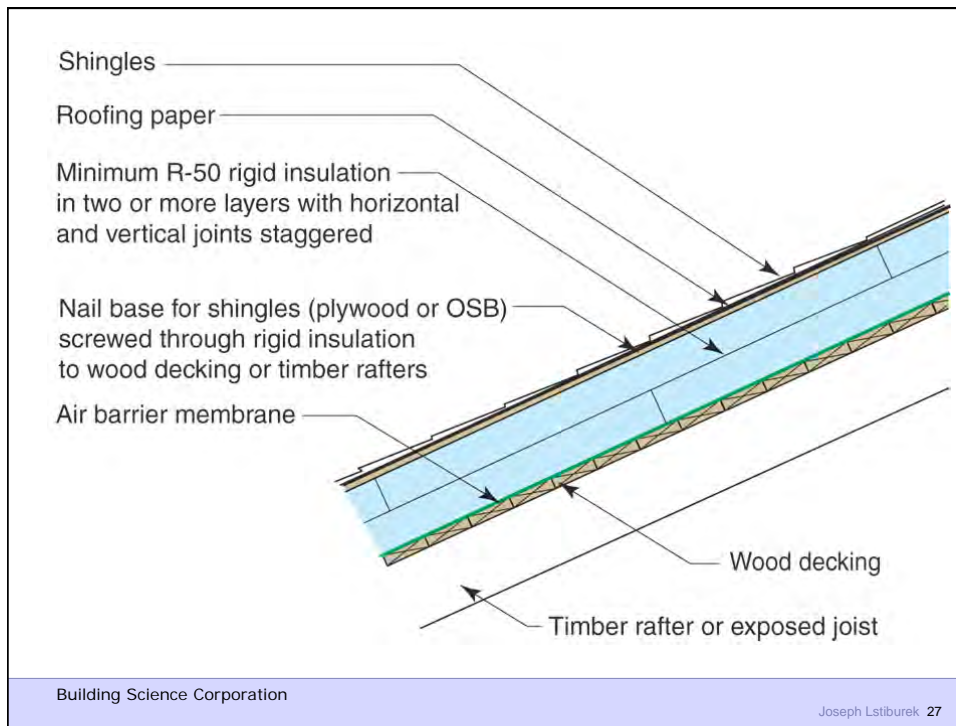 Shingles
Roofing paper
Minimum R-50 rigid insulation
in two or more layers with horizontal
and vertical joints staggered
Nail base for shingles (plywood or OSB)
screwed through rigid insulation
to wood decking or timber rafters
Air barrier membrane
Wood decking
Timber rafter or exposed joist
Building Science Corporation
Joseph Lstiburek 27